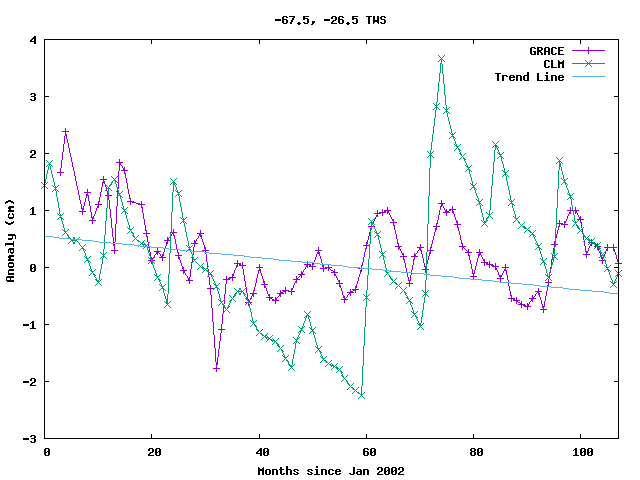 -67.5, -26.5 TWS
GRACE
CLM
Trend Line
4
3
2
1
0
-1
-2
-3
Anomaly (cm)
0 20 40 60 80 100
Months since Jan 2002